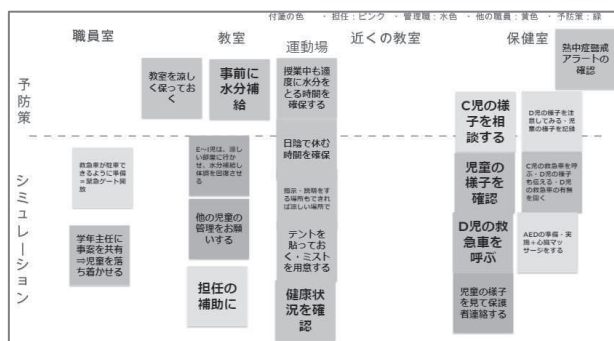 付箋の色 ・担任：ピンク ・管理職：水色 ・他の職員：黄色 ・予防策：緑
職員室
教室
運動場
近くの教室
保健室
予防策
シミュレーション
教室を涼し
く保ってお
く
事前に
水分補
給
授業中も適
度に水分を
とる時間を
確保する
熱中症警戒
アラートの
確認
C児の様
子を相
談する
D児の様子を注
意してみる・児
童の様子を記録
日陰で休む
時間を確保
救急車が駐車で
きるように準備
＝緊急ゲート開
放
E～I児は、涼し
い部屋に行か
せ、水分補給し
体調を回復させる
指示・説明をす
る場所もできれ
ば涼しい場所で
児童の
様子を
確認
C児の救急車を呼
ぶ・D児の様子
も伝える・D児
の救急車の有無
を聞く
学年主任に
事案を共有
⇒児童を落
ち着かせる
他の児童の
管理をお願
いする
テントを
貼ってお
く・ミスト
を用意する
D児の救
急車を
呼ぶ
AEDの準備・実
施＋心臓マッ
サージをする
担任の
補助に
健康状
況を確
認
児童の様子
を見て保護
者連絡する